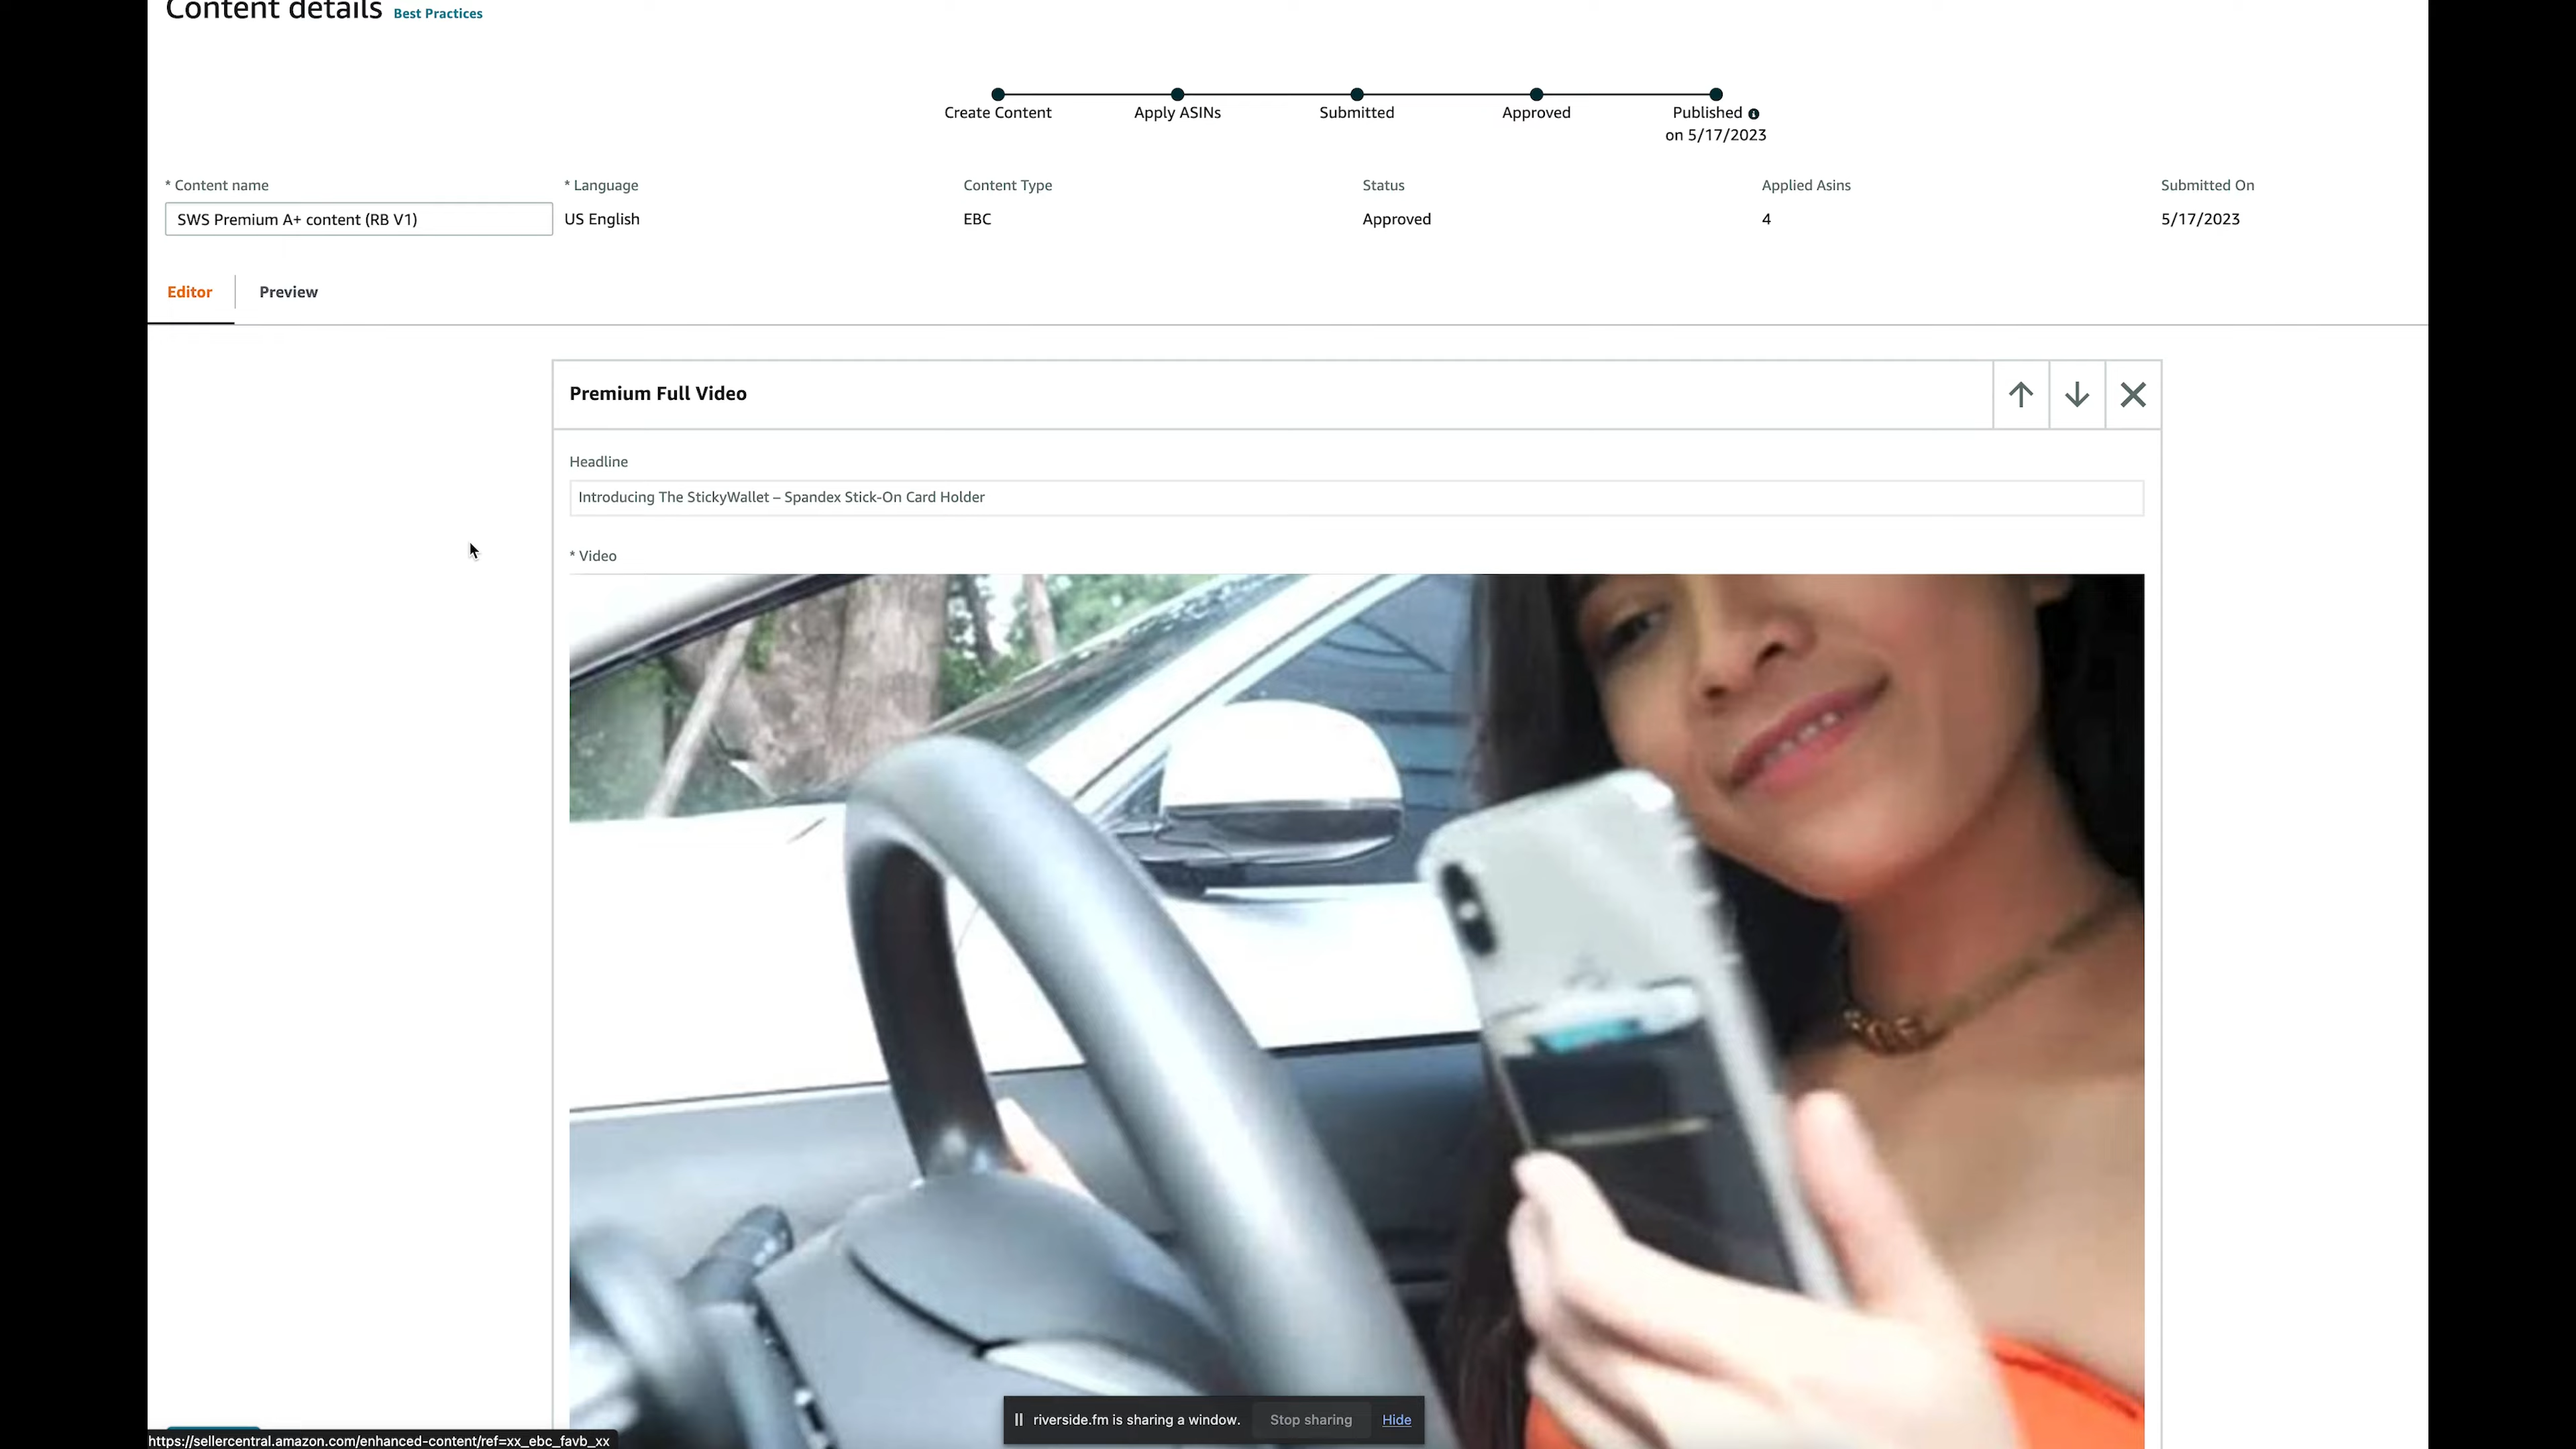 Content details Best Practices
Create Content
Apply ASINs
Submitted
Approved
Published
on 5/17/2023
* Content name
* Language
Content Type
Status
Applied Asins
Submitted On
SWS Premium A+ content (RB V1)
US English
EBC
Approved
4
5/17/2023
Editor
Preview
Premium Full Video
Headline
Introducing The StickyWallet – Spandex Stick-On Card Holder
* Video
riverside.fm is sharing a window.
Stop sharing
Hide
https://sellercentral.amazon.com/enhanced-content/ref=xx_ebc_favb_xx